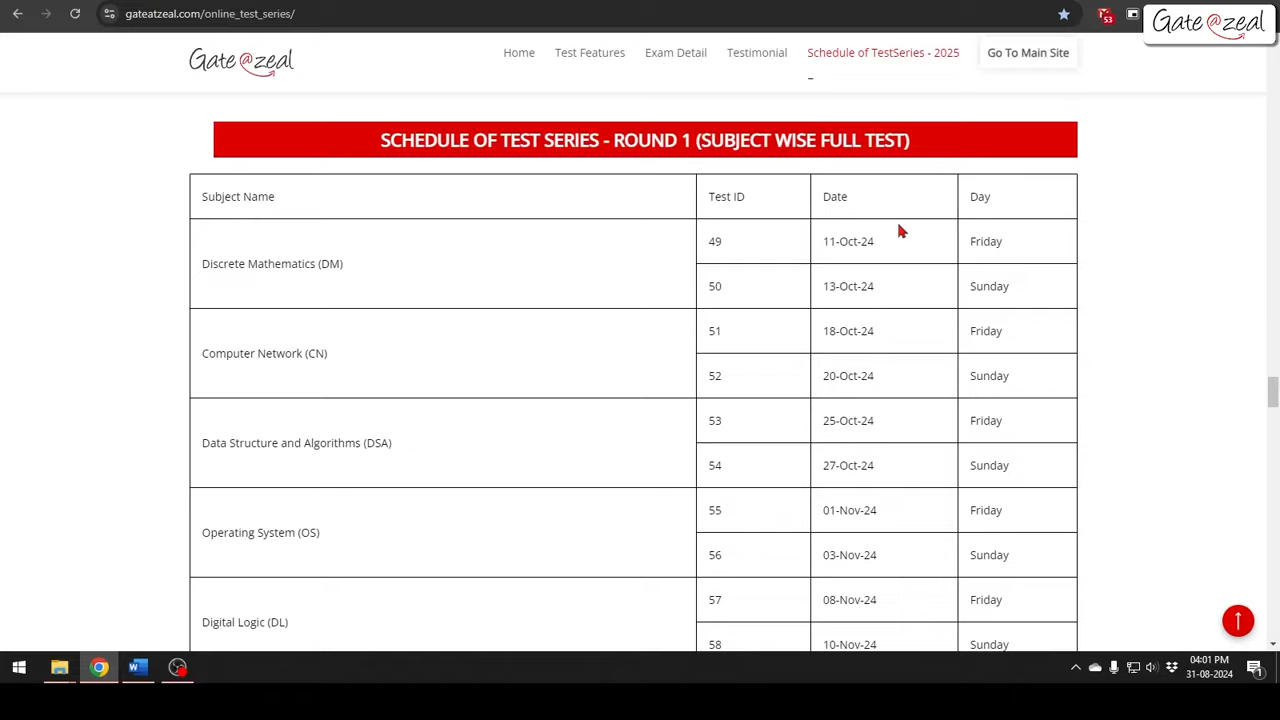 gateatzeal.com/online_test_series/
53
Gate@zeal
Gate@zeal
Home Test Features Exam Detail Testimonial Schedule of TestSeries - 2025 Go To Main Site
SCHEDULE OF TEST SERIES - ROUND 1 (SUBJECT WISE FULL TEST)
Subject Name Test ID Date Day
Discrete Mathematics (DM)
49 11-Oct-24 Friday
50 13-Oct-24 Sunday
Computer Network (CN)
51 18-Oct-24 Friday
52 20-Oct-24 Sunday
Data Structure and Algorithms (DSA)
53 25-Oct-24 Friday
54 27-Oct-24 Sunday
Operating System (OS)
55 01-Nov-24 Friday
56 03-Nov-24 Sunday
Digital Logic (DL)
57 08-Nov-24 Friday
58 10-Nov-24 Sunday
04:01 PM
31-08-2024
1